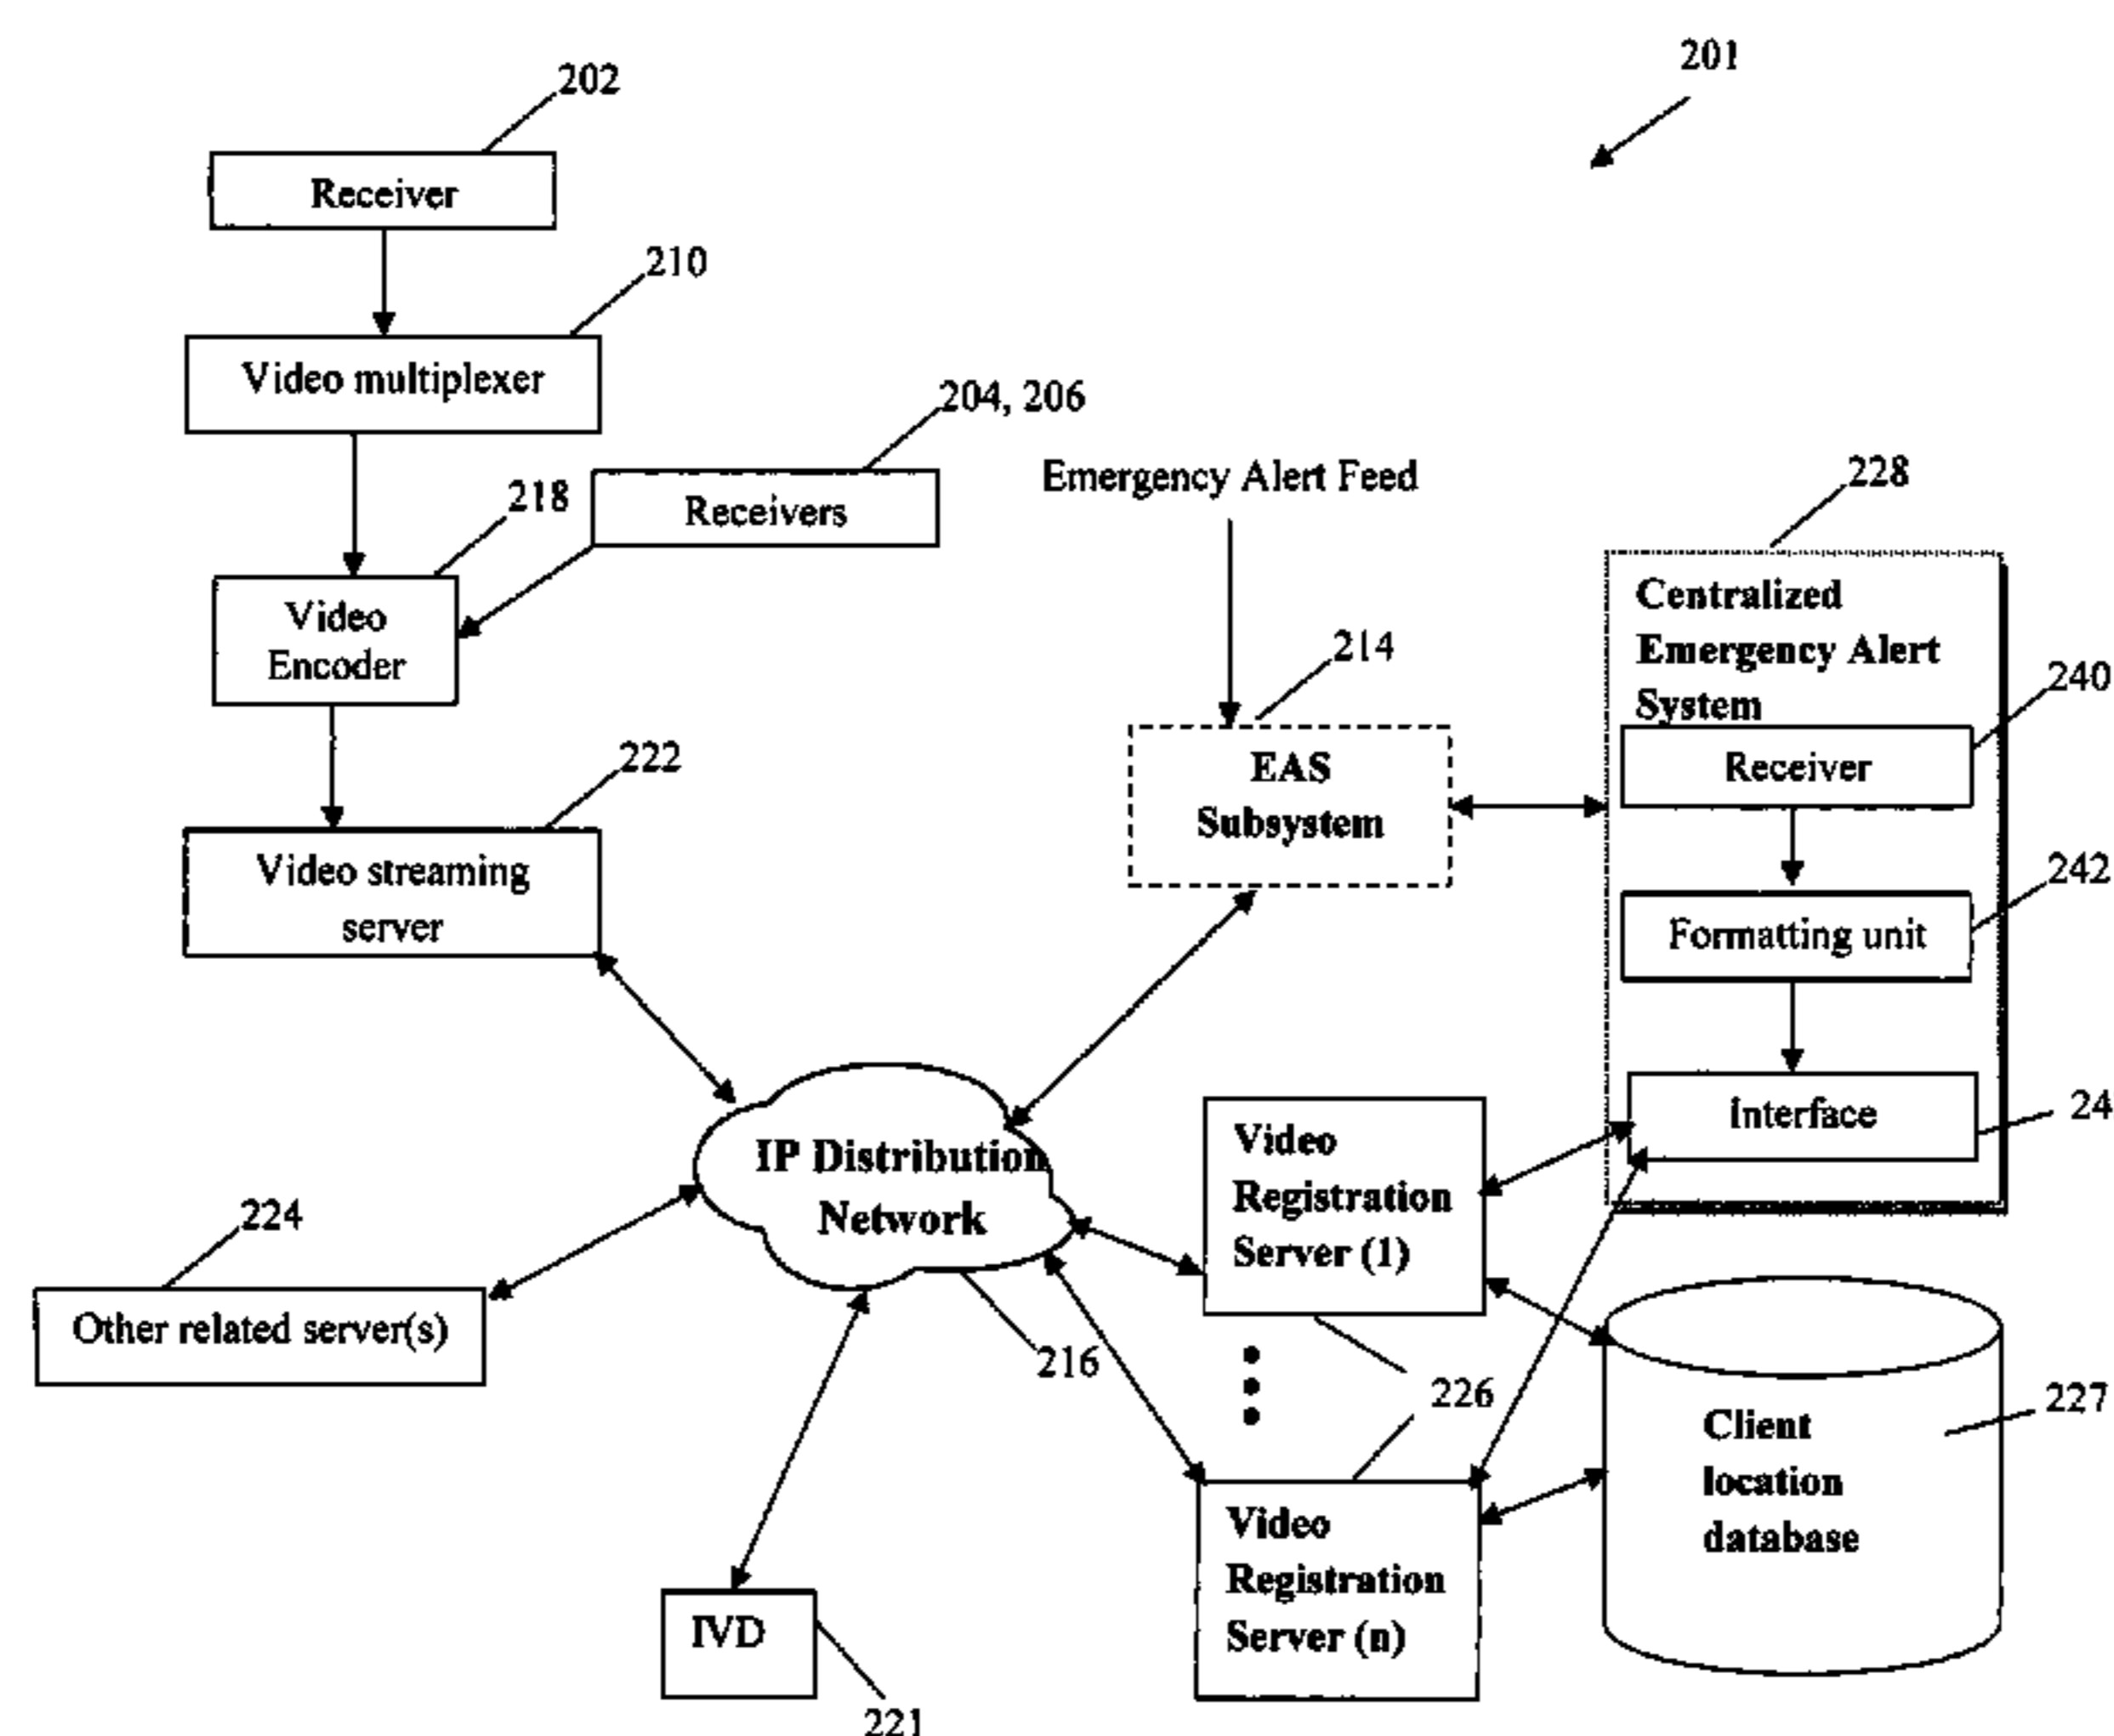 201
202
Receiver
210
Video multiplexer
204, 206
Receivers
218
Video
Encoder
222
Video streaming
server
Emergency Alert Feed
214
EAS
Subsystem
228
Centralized
Emergency Alert
System
240
Receiver
242
Formatting unit
Interface
24
IP Distribution
Network
216
224
Other related server(s)
IVD
221
Video
Registration
Server (1)
226
Video
Registration
Server (n)
Client
location
database
227